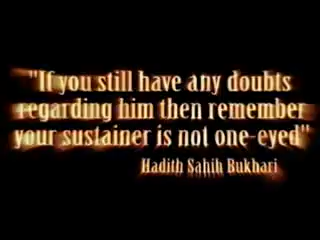 "If you still have any doubts
regarding him then remember
your sustainer is not one-eyed"
Hadith Sahih Bukhari